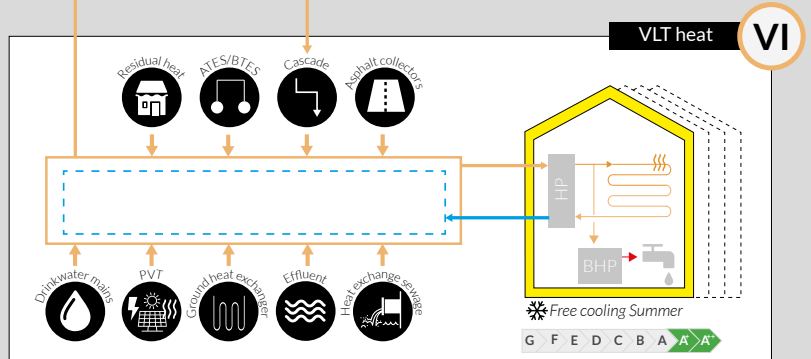 VLT heat
VI
Residual heat
ATES/BTES
Cascade
Asphalt collectors
HP
BHP
Drinkwater mains
PVT
Ground heat exchanger
Effluent
Heat exchange sewage
Free cooling Summer
G F E D C B A A+ A++